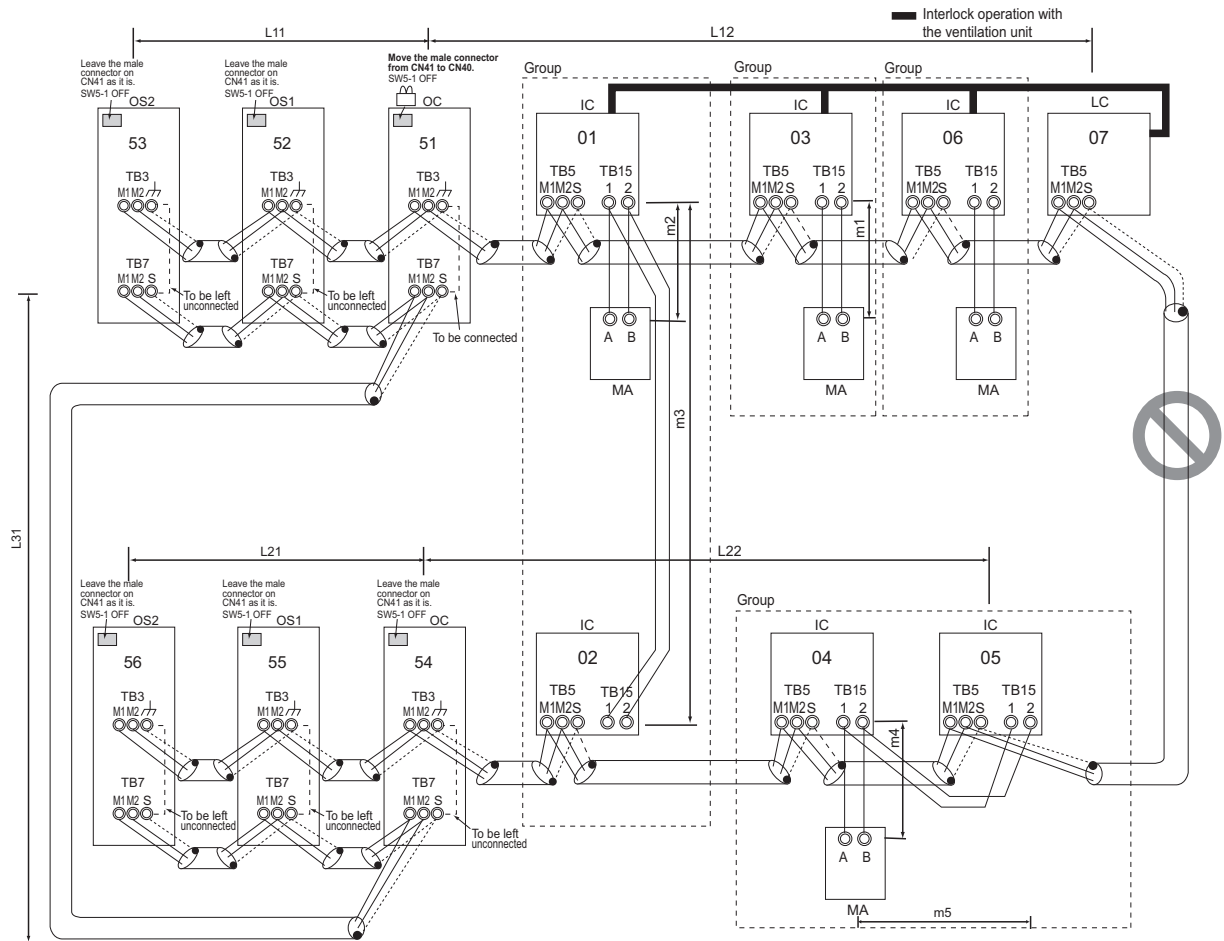 Interlock operation with
the ventilation unit
L11
L12
Leave the male
connector on
CN41 as it is.
SW5-1 OFF
Leave the male
connector on
CN41 as it is.
SW5-1 OFF
Move the male connector
from CN41 to CN40.
SW5-1 OFF
Group
Group
Group
OS2
OS1
OC
IC
IC
IC
LC
53
52
51
01
03
06
07
TB3
TB3
TB3
TB5
TB15
TB5
TB15
TB5
TB15
TB5
M1M2
M1M2
M1M2
M1M2S
1
2
M1M2S
1
2
M1M2S
1
2
M1M2S
m2
m1
TB7
TB7
TB7
M1M2 S
M1M2 S
M1M2 S
To be left
unconnected
To be left
unconnected
To be connected
A
B
A
B
A
B
MA
MA
MA
m3
L31
L21
L22
Leave the male
connector on
CN41 as it is.
SW5-1 OFF
Leave the male
connector on
CN41 as it is.
SW5-1 OFF
Leave the male
connector on
CN41 as it is.
SW5-1 OFF
Group
OS2
OS1
OC
IC
IC
IC
56
55
54
02
04
05
TB3
TB3
TB3
TB5
TB15
TB5
TB15
TB5
TB15
M1M2
M1M2
M1M2
M1M2S
1
2
M1M2S
1
2
M1M2S
1
2
m4
TB7
TB7
TB7
M1M2 S
M1M2 S
M1M2 S
To be left
unconnected
To be left
unconnected
To be left
unconnected
A
B
MA
m5